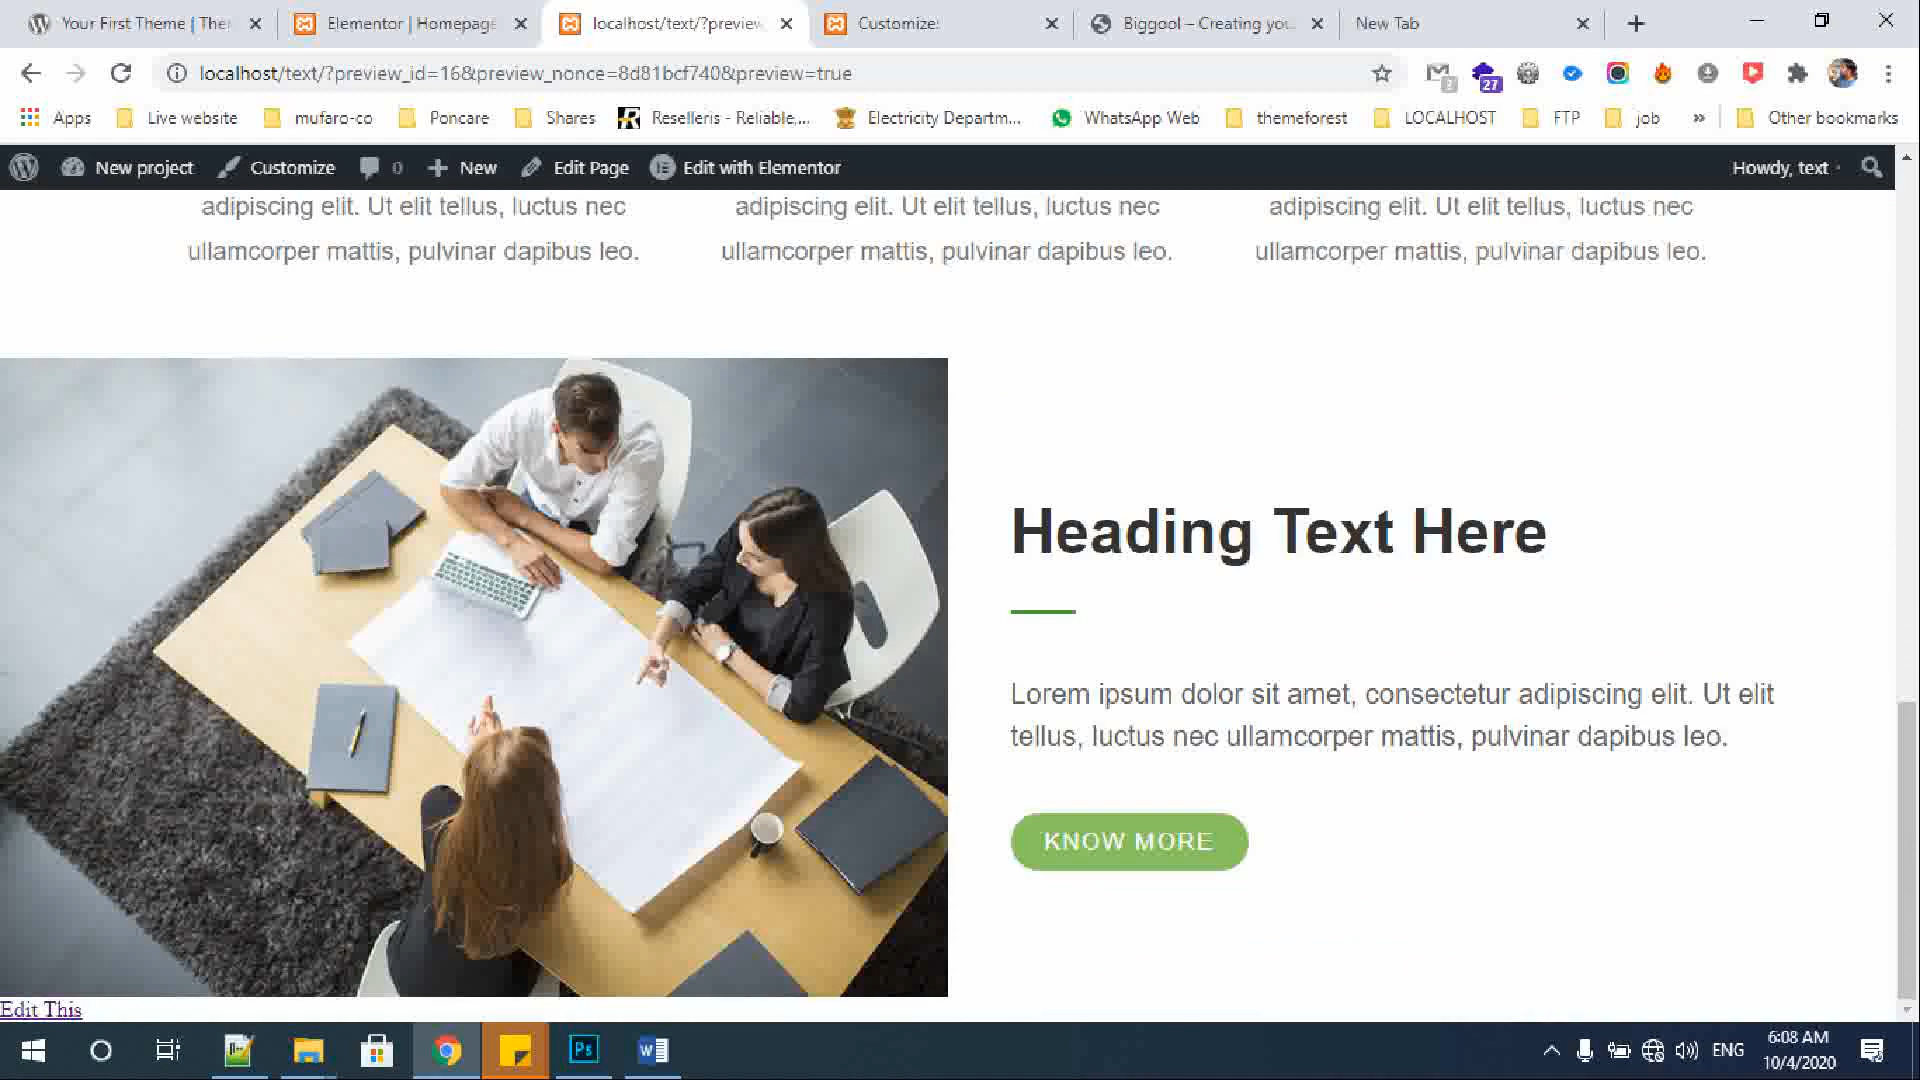 Your First Theme | The
Elementor | Homepage
localhost/text/?preview
Customize:
Biggool – Creating you
New Tab
localhost/text/?preview_id=16&preview_nonce=8d81bcf7408&preview=true
27
Apps
Live website
mufaro-co
Poncare
Shares
Reselleris - Reliable,...
Electricity Departm...
WhatsApp Web
themeforest
LOCALHOST
FTP
job
»
Other bookmarks
New project
Customize
0
New
Edit Page
Edit with Elementor
Howdy, text
adipiscing elit. Ut elit tellus, luctus nec
ullamcorper mattis, pulvinar dapibus leo.
adipiscing elit. Ut elit tellus, luctus nec
ullamcorper mattis, pulvinar dapibus leo.
adipiscing elit. Ut elit tellus, luctus nec
ullamcorper mattis, pulvinar dapibus leo.
Heading Text Here
Lorem ipsum dolor sit amet, consectetur adipiscing elit. Ut elit
tellus, luctus nec ullamcorper mattis, pulvinar dapibus leo.
KNOW MORE
Edit This
Ps
W
ENG
6:08 AM
10/4/2020